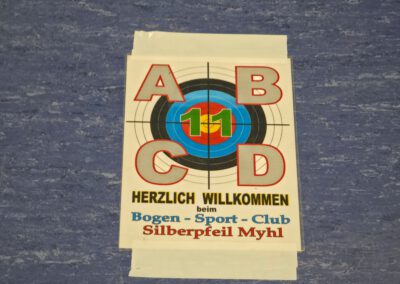 A B
11
C D
HERZLICH WILLKOMMEN
beim
Bogen - Sport - Club
Silberpfeil Myhl